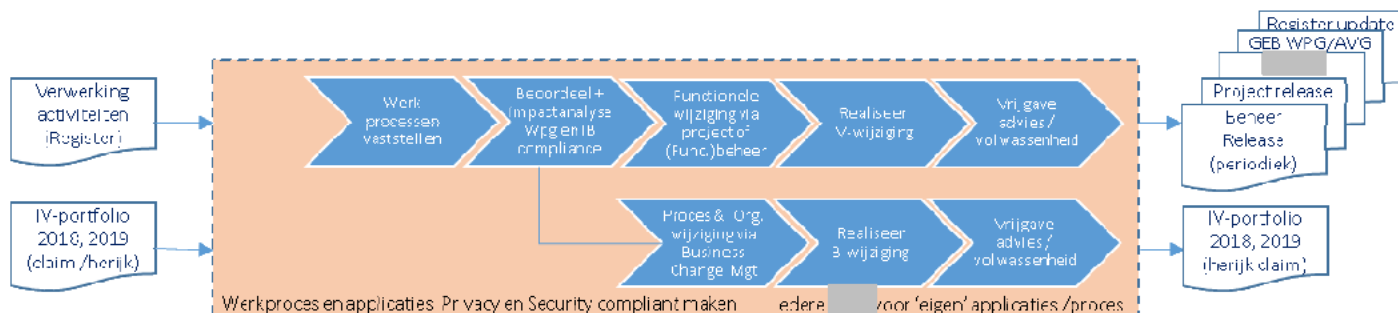 Verwerking
activiteiten
(Register)
IV-portfolio
2018, 2019
(claim /herijk)
Werk
processen
vaststellen
Beoordeel +
impactanalyse
Wpg en IB
compliance
Functionele
wijziging via
project of
(Func.)beheer
Realiseer
IV-wijziging
Vrijgave
advies /
volwassenheid
Proces & Org.
wijziging via
Business
Change Mgt
Realiseer
B-wijziging
Vrijgave
advies /
volwassenheid
Werkproces en applicaties Privacy en Security compliant maken
edere voor 'eigen' applicaties /proces
Register update
GEB WPG/AVG
Project release
Beheer
Release
(periodiek)
IV-portfolio
2018, 2019
(herijk claim)